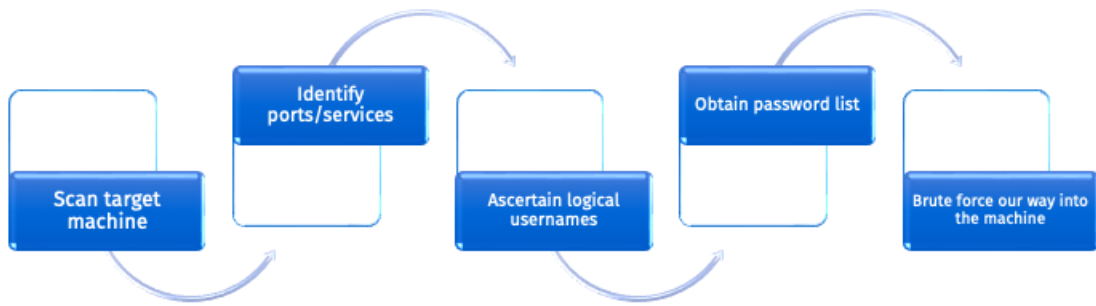 Scan target
machine
Identify
ports/services
Ascertain logical
usernames
Obtain password list
Brute force our way into
the machine